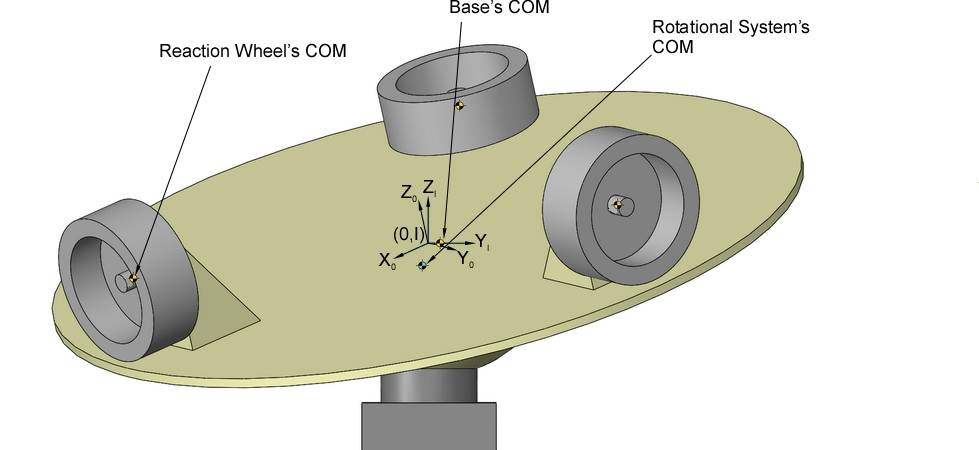 Base's COM
Rotational System's
COM
Reaction Wheel's COM
Z₀ Zᵢ
(0,I)
Yᵢ
X₀
Y₀